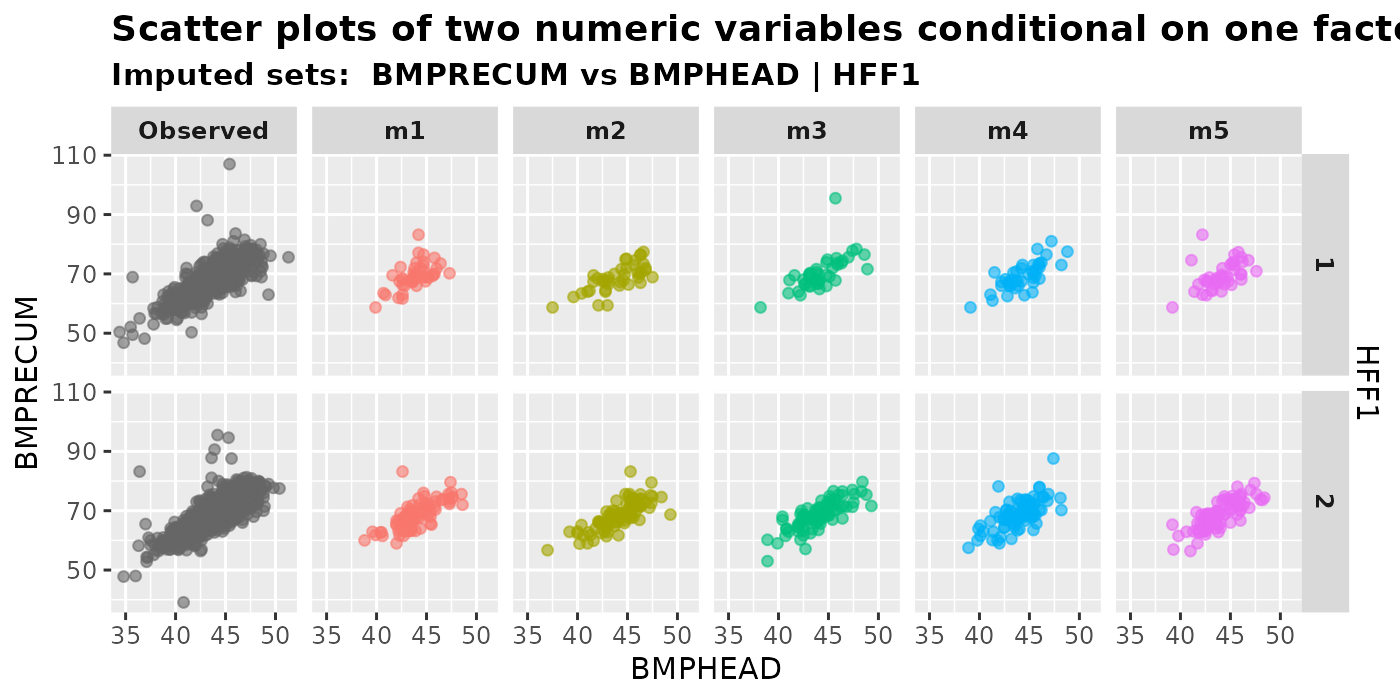 Scatter plots of two numeric variables conditional on one fact
Imputed sets:  BMPRECUM vs BMPHEAD | HFF1
Observed m1 m2 m3 m4 m5
110
90
70
50
1
BMPRECUM
HFF1
110
90
70
50
2
35 40 45 50 35 40 45 50 35 40 45 50 35 40 45 50 35 40 45 50 35 40 45 50
BMPHEAD